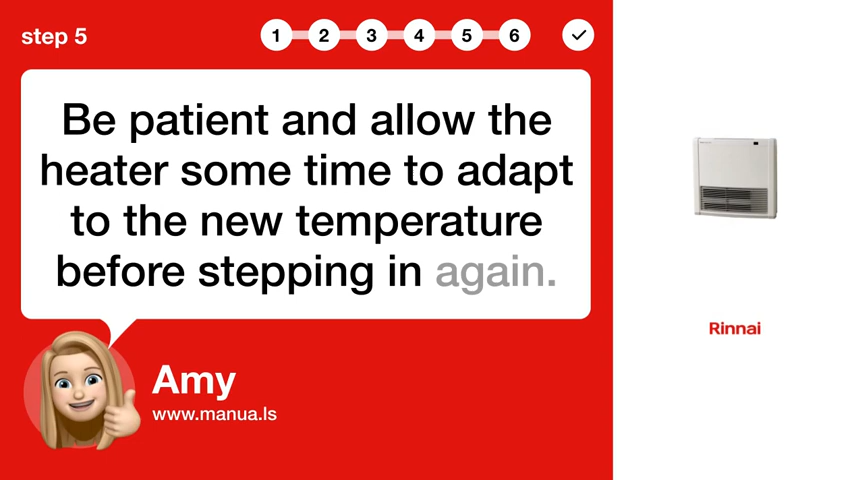 step 5
1 2 3 4 5 6
Be patient and allow the
heater some time to adapt
to the new temperature
before stepping in again.
Amy
www.manua.ls
Rinnai